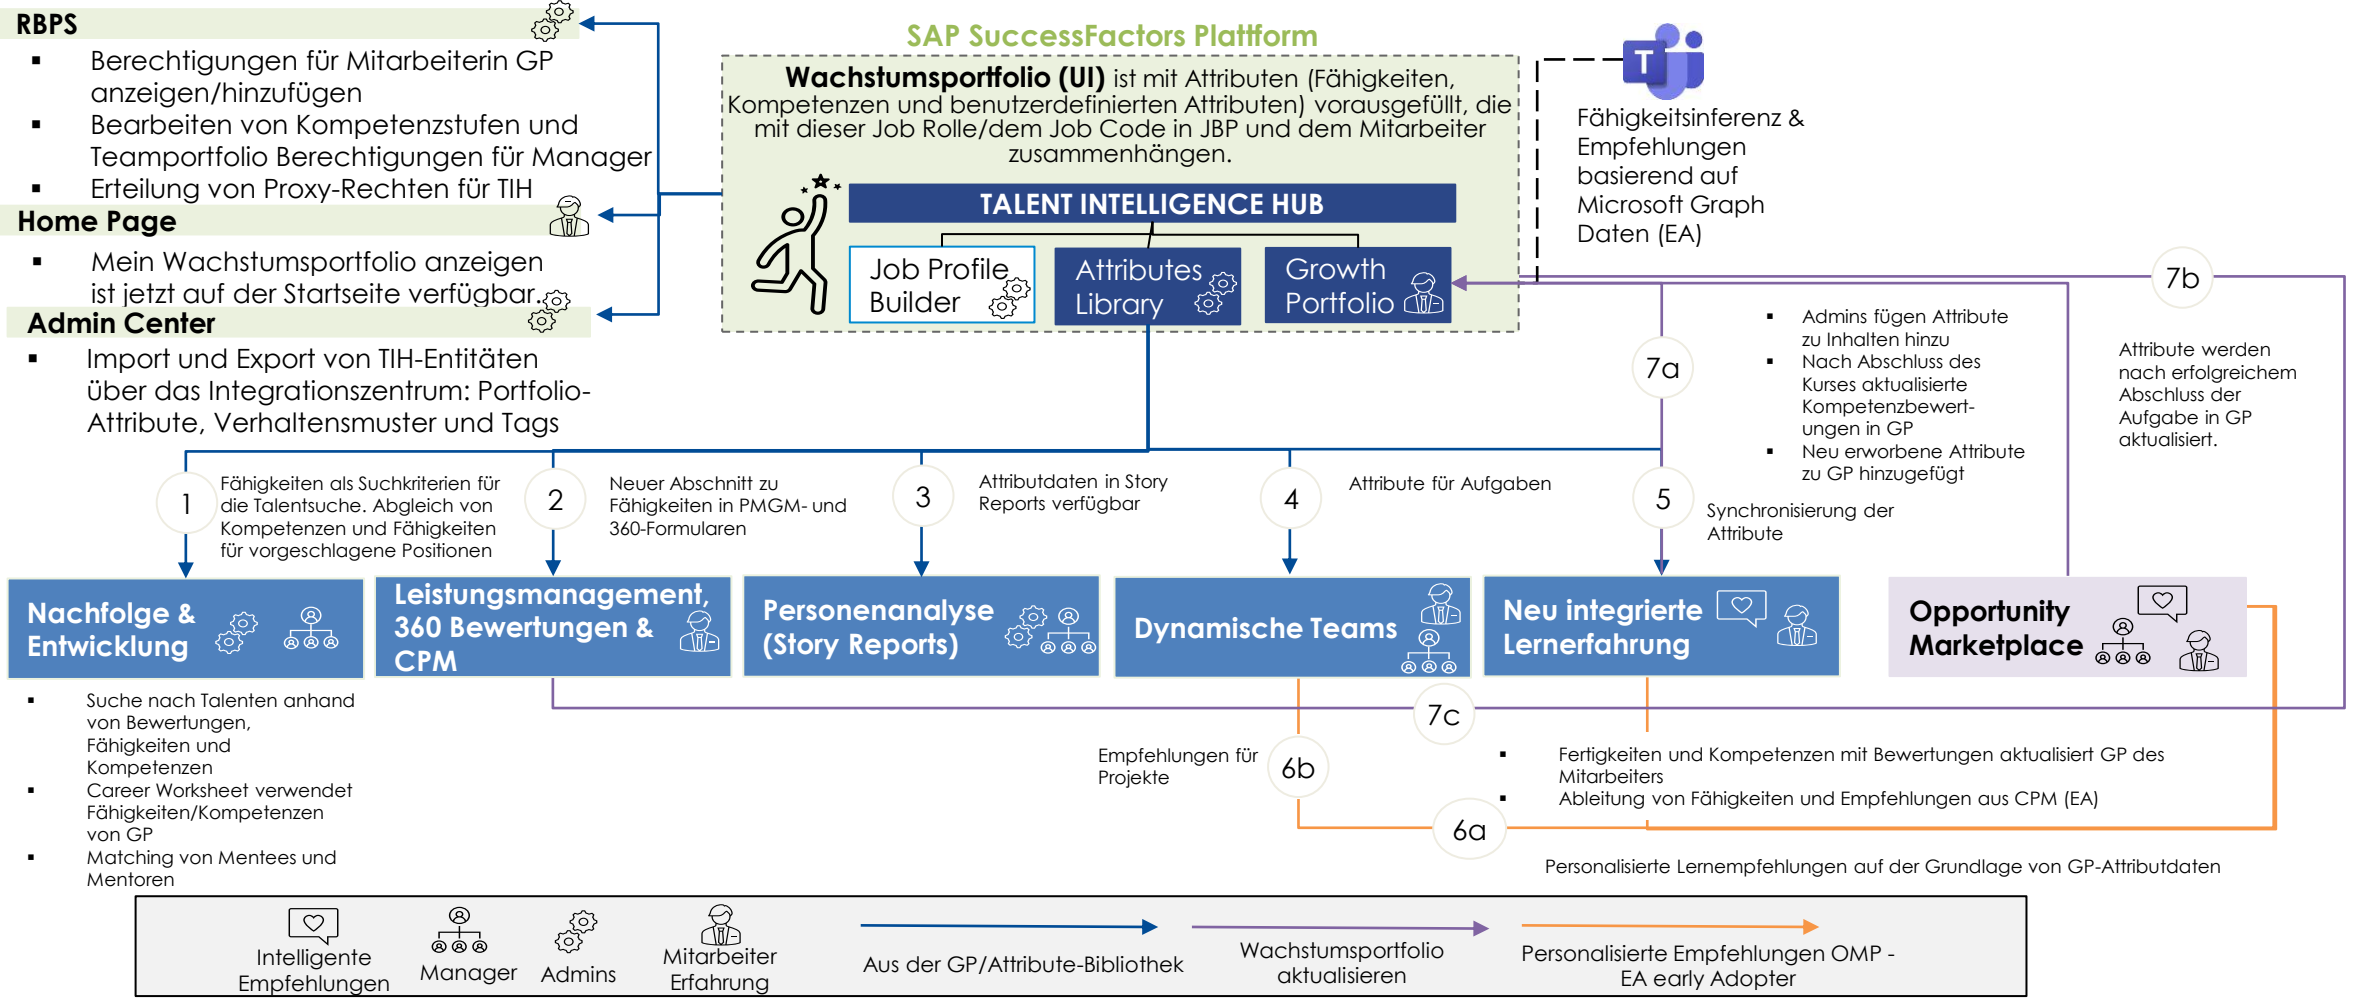 RBPS
▪ Berechtigungen für Mitarbeiterin GP
anzeigen/hinzufügen
▪ Bearbeiten von Kompetenzstufen und
Teamportfolio Berechtigungen für Manager
▪ Erteilung von Proxy-Rechten für TIH
Home Page
▪ Mein Wachstumsportfolio anzeigen
ist jetzt auf der Startseite verfügbar.
Admin Center
▪ Import und Export von TIH-Entitäten
über das Integrationszentrum: Portfolio-
Attribute, Verhaltensmuster und Tags
SAP SuccessFactors Plattform
Wachstumsportfolio (UI) ist mit Attributen (Fähigkeiten,
Kompetenzen und benutzerdefinierten Attributen) vorausgefüllt, die
mit dieser Job Rolle/dem Job Code in JBP und dem Mitarbeiter
zusammenhängen.
TALENT INTELLIGENCE HUB
Job Profile
Builder
Attributes
Library
Growth
Portfolio
T
Fähigkeitsinferenz &
Empfehlungen
basierend auf
Microsoft Graph
Daten (EA)
7b
7a
▪ Admins fügen Attribute
zu Inhalten hinzu
▪ Nach Abschluss des
Kurses aktualisierte
Kompetenzbewert-
ungen in GP
▪ Neu erworbene Attribute
zu GP hinzugefügt
Attribute werden
nach erfolgreichem
Abschluss der
Aufgabe in GP
aktualisiert.
1
Fähigkeiten als Suchkriterien für
die Talentsuche. Abgleich von
Kompetenzen und Fähigkeiten
für vorgeschlagene Positionen
2
Neuer Abschnitt zu
Fähigkeiten in PMGM- und
360-Formularen
3
Attributdaten in Story
Reports verfügbar
4
Attribute für Aufgaben
5
Synchronisierung der
Attribute
Nachfolge &
Entwicklung
Leistungsmanagement,
360 Bewertungen &
CPM
Personenanalyse
(Story Reports)
Dynamische Teams
Neu integrierte
Lernerfahrung
Opportunity
Marketplace
▪ Suche nach Talenten anhand
von Bewertungen,
Fähigkeiten und
Kompetenzen
▪ Career Worksheet verwendet
Fähigkeiten/Kompetenzen
von GP
▪ Matching von Mentees und
Mentoren
7c
Empfehlungen für
Projekte
6b
▪ Fertigkeiten und Kompetenzen mit Bewertungen aktualisiert GP des
Mitarbeiters
▪ Ableitung von Fähigkeiten und Empfehlungen aus CPM (EA)
6a
Personalisierte Lernempfehlungen auf der Grundlage von GP-Attributdaten
Intelligente
Empfehlungen
Manager
Admins
Mitarbeiter
Erfahrung
Aus der GP/Attribute-Bibliothek
Wachstumsportfolio
aktualisieren
Personalisierte Empfehlungen OMP -
EA early Adopter